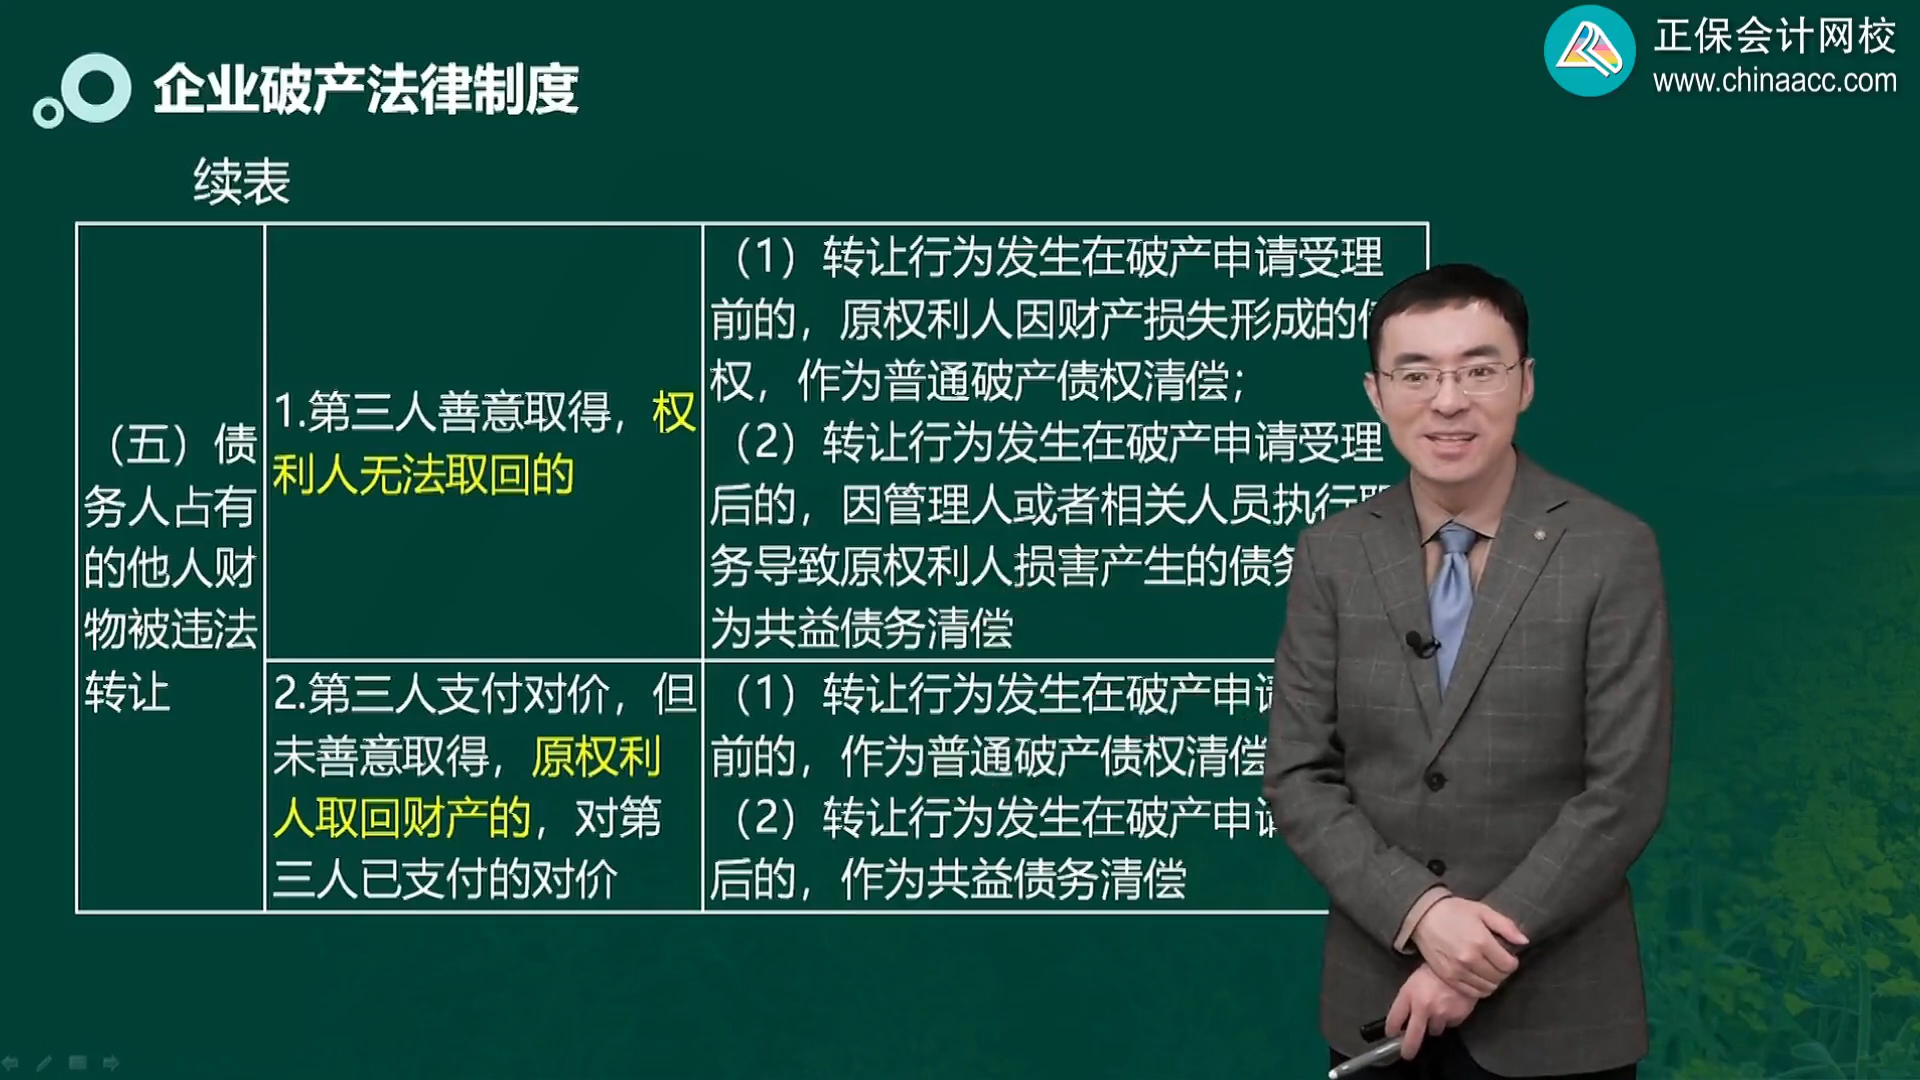 正保会计网校
www.chinaacc.com
企业破产法律制度
续表
（五）债
务人占有
的他人财
物被违法
转让
1.第三人善意取得，权
利人无法取回的
（1）转让行为发生在破产申请受理
前的，原权利人因财产损失形成的
权，作为普通破产债权清偿；
（2）转让行为发生在破产申请受理
后的，因管理人或者相关人员执行
务导致原权利人损害产生的债务
为共益债务清偿
2.第三人支付对价，但
未善意取得，原权利
人取回财产的，对第
三人已支付的对价
（1）转让行为发生在破产申请
前的，作为普通破产债权清偿
（2）转让行为发生在破产申请
后的，作为共益债务清偿